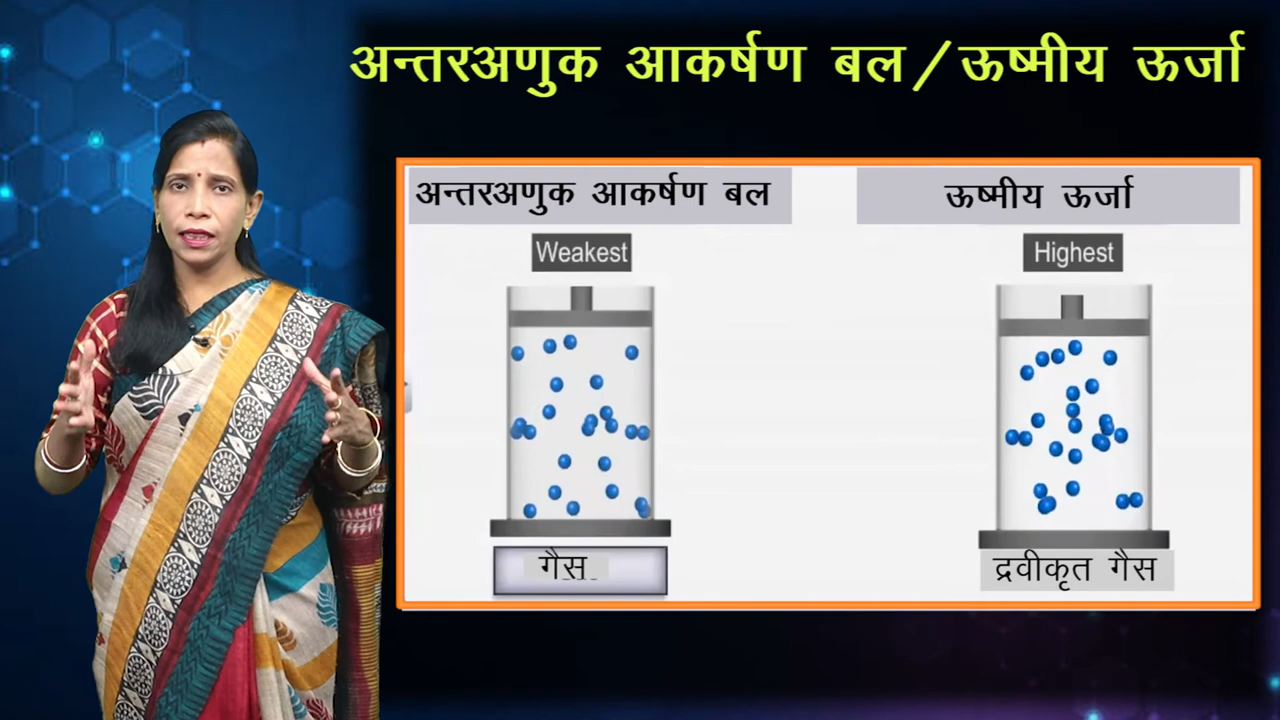 अन्तरअणुक आकर्षण बल/ऊष्मीय ऊर्जा
अन्तरअणुक आकर्षण बल
ऊष्मीय ऊर्जा
Weakest
Highest
गैस
द्रवीकृत गैस